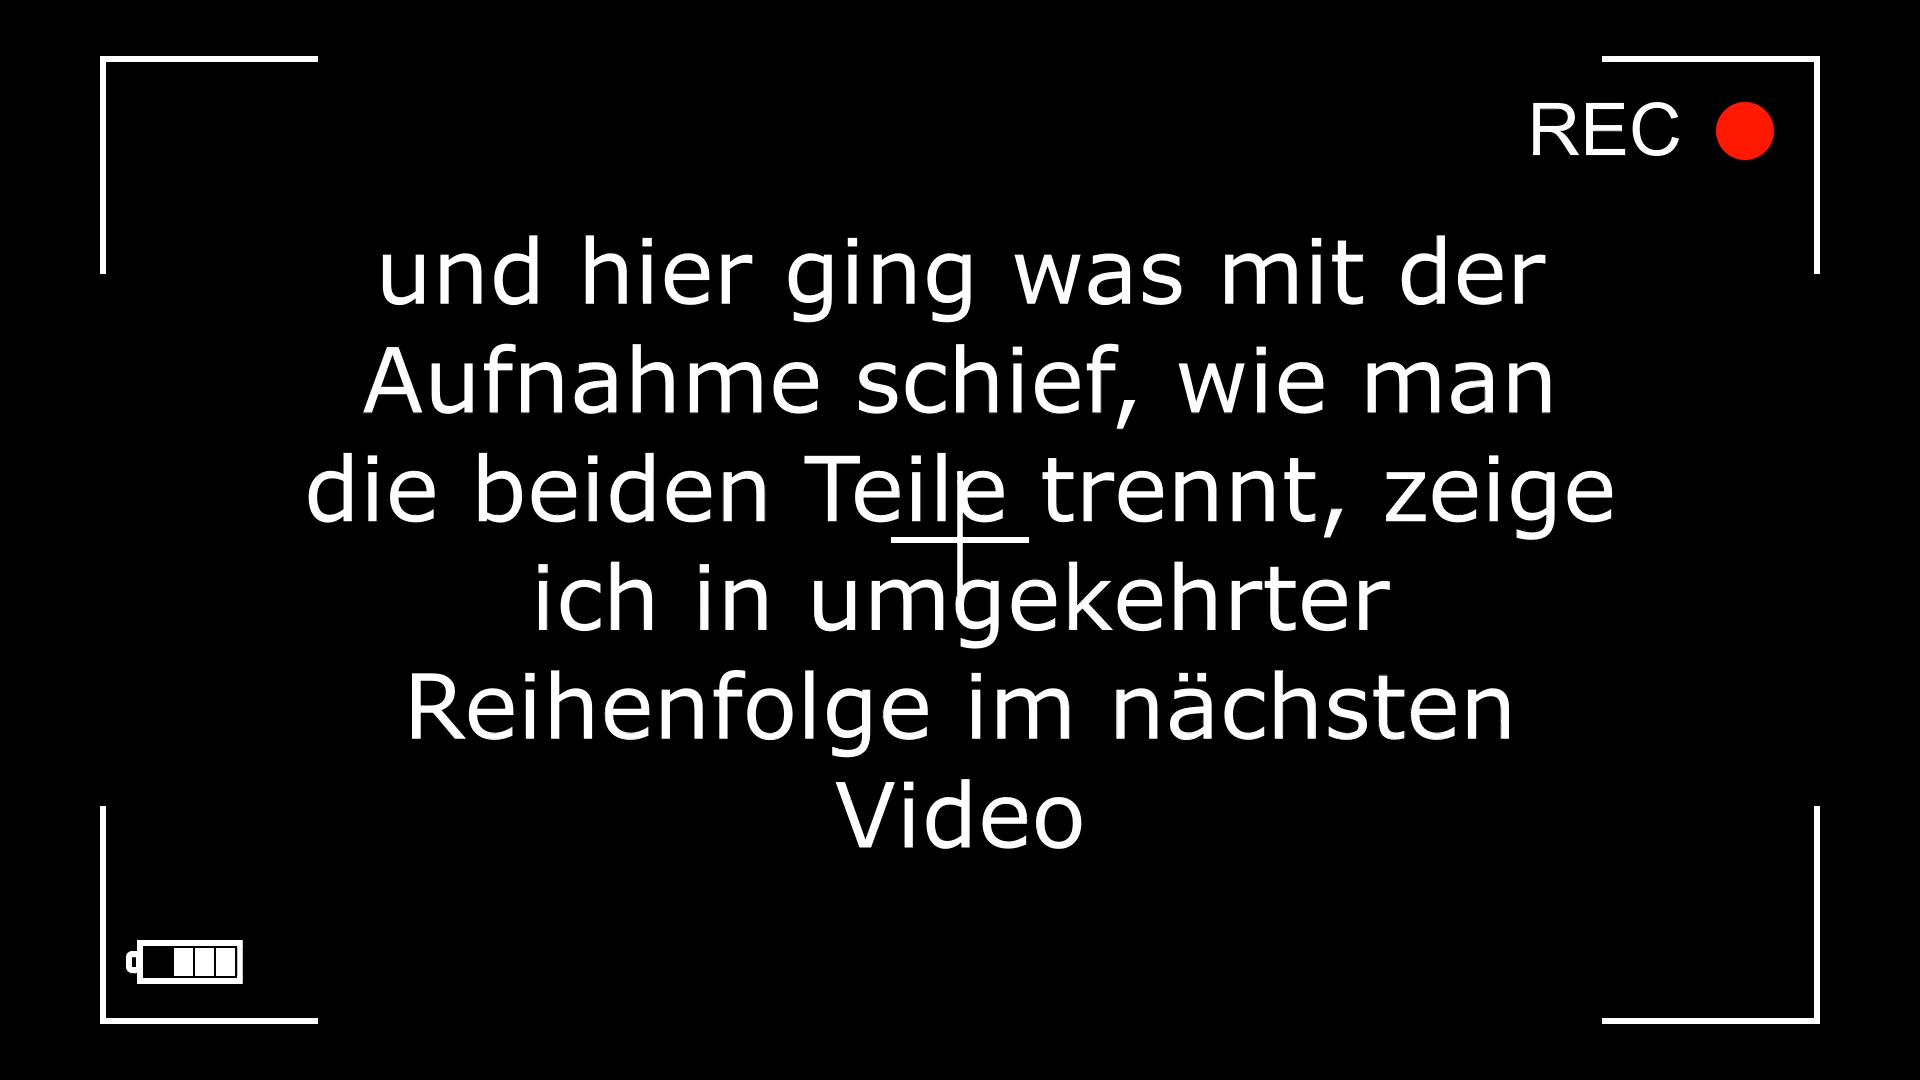 REC
und hier ging was mit der
Aufnahme schief, wie man
die beiden Teile trennt, zeige
ich in umgekehrter
Reihenfolge im nächsten
Video